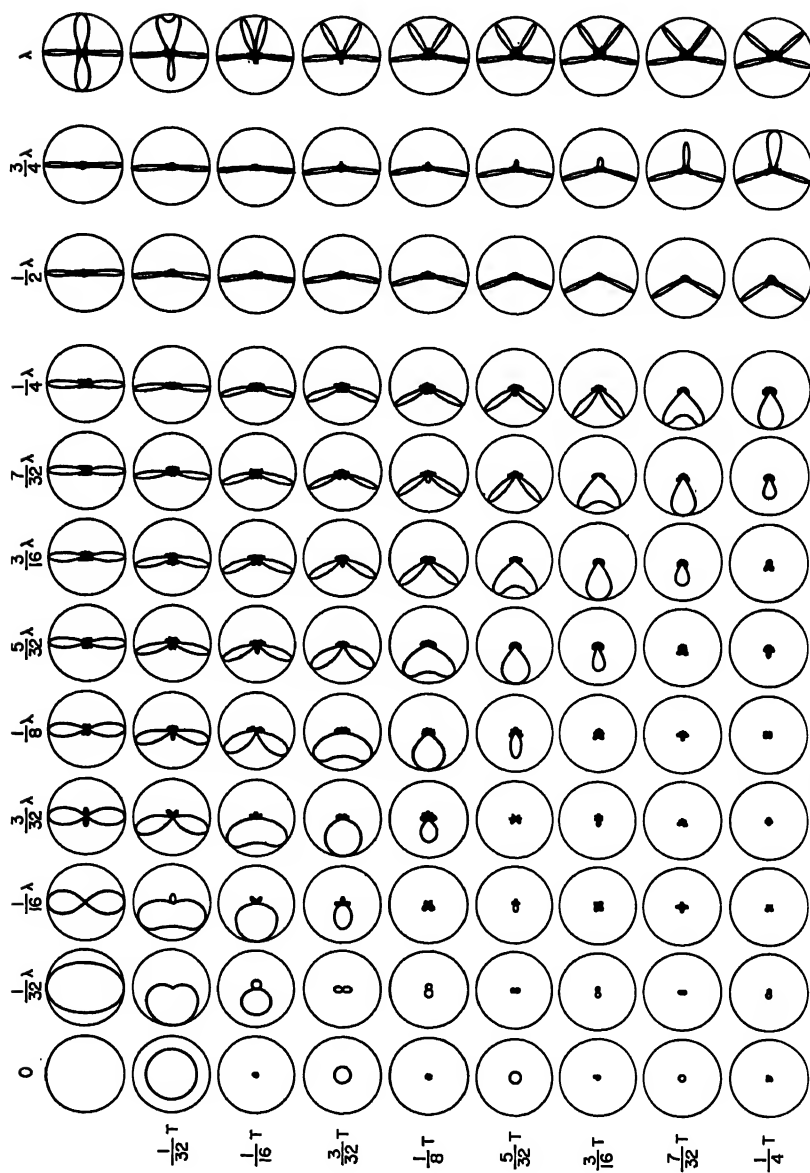 λ
3/4 λ
1/2 λ
1/4 λ
7/32 λ
3/16 λ
5/32 λ
1/8 λ
3/32 λ
1/16 λ
1/32 λ
0
1/32 T
1/16 T
3/32 T
1/8 T
5/32 T
3/16 T
7/32 T
1/4 T